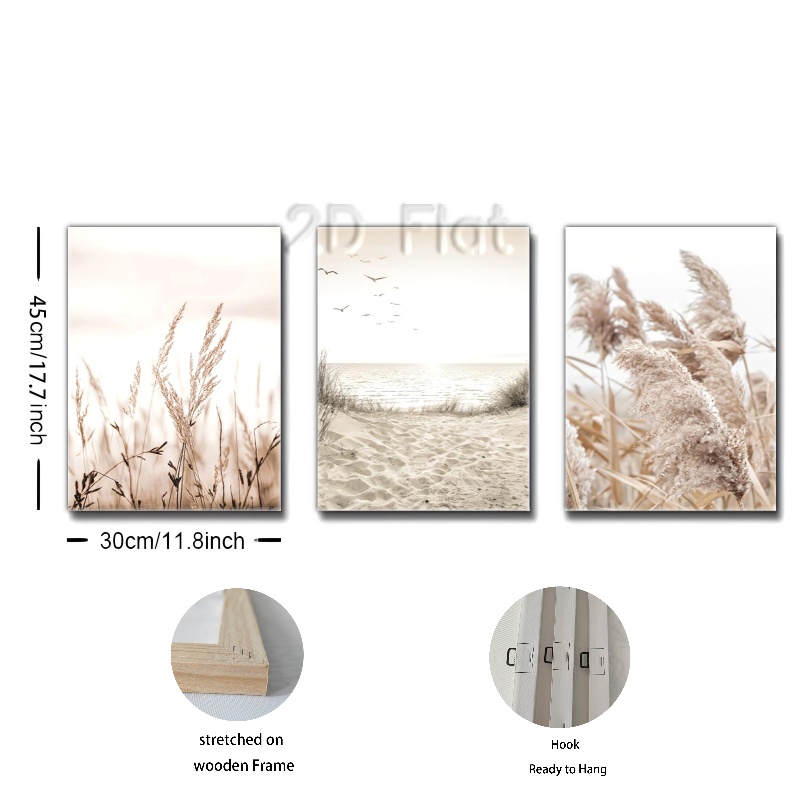 2D Flat
45cm/17.7inch
30cm/11.8inch
stretched on
wooden Frame
Hook
Ready to Hang